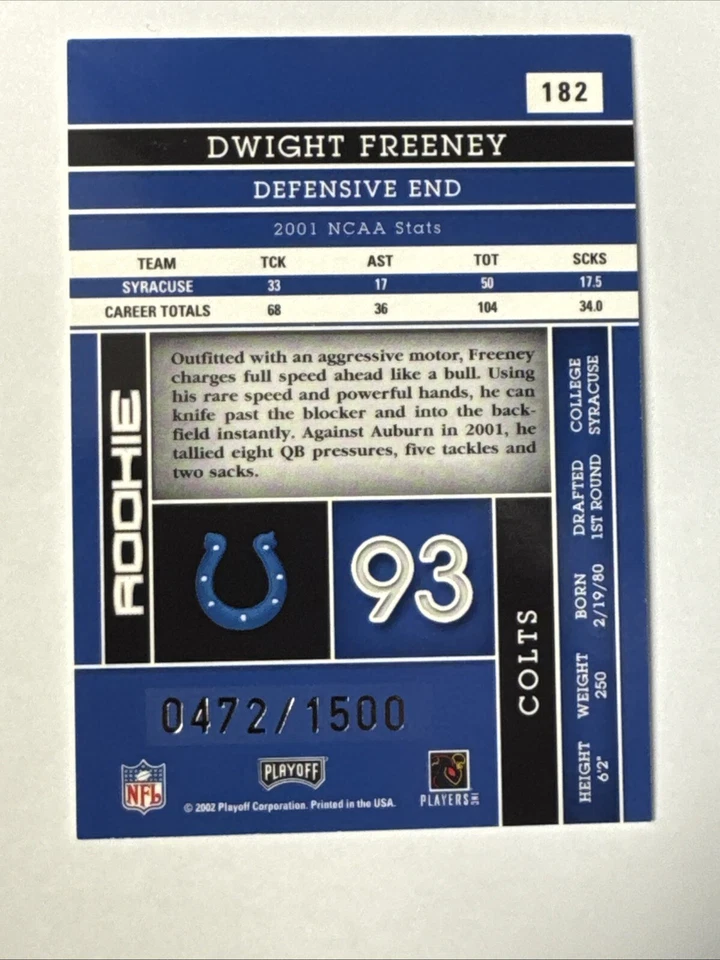 182
DWIGHT FREENEY
DEFENSIVE END
2001 NCAA Stats
TEAM TCK AST TOT SCKS
SYRACUSE 33 17 50 17.5
CAREER TOTALS 68 36 104 34.0
ROOKIE
Outfitted with an aggressive motor, Freeney
charges full speed ahead like a bull. Using
his rare speed and powerful hands, he can
knife past the blocker and into the back-
field instantly. Against Auburn in 2001, he
tallied eight QB pressures, five tackles and
two sacks.
93
COLTS
HEIGHT WEIGHT BORN DRAFTED COLLEGE
6'2" 250 2/19/80 1ST ROUND SYRACUSE
0472/1500
NFL
PLAYOFF
© 2002 Playoff Corporation. Printed in the USA.
PLAYERS INC